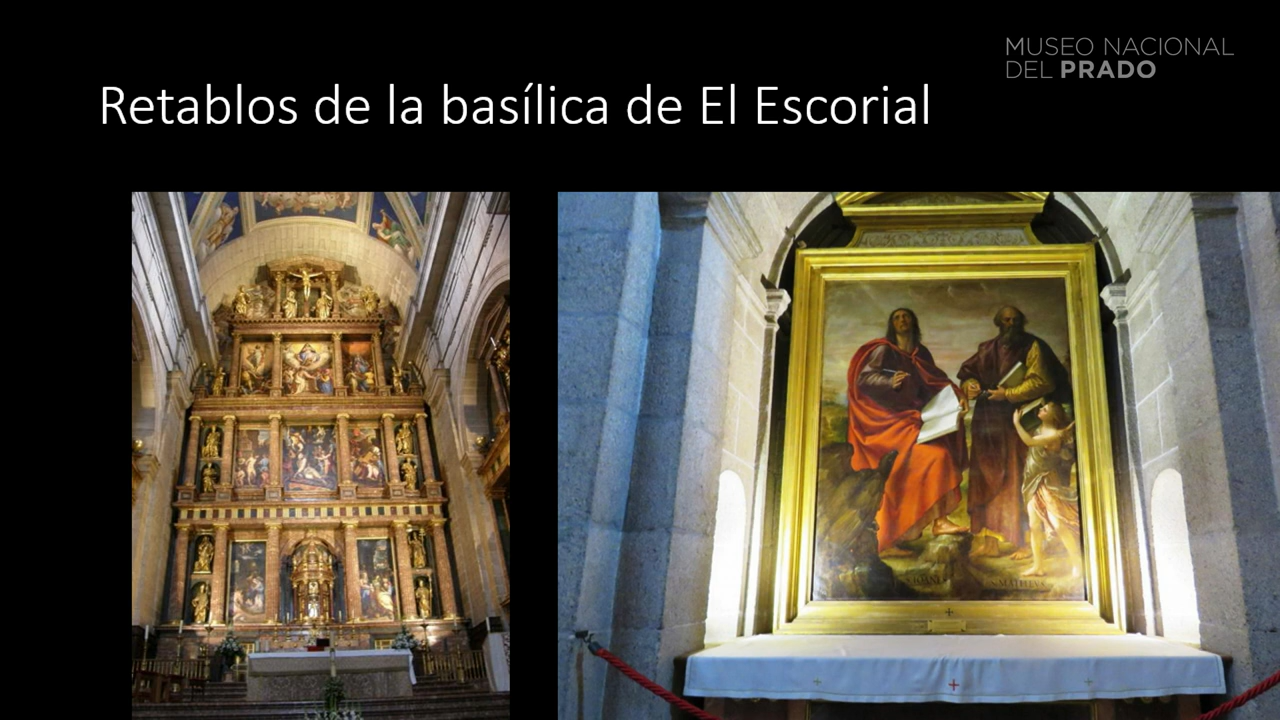 MUSEO NACIONAL
DEL PRADO
Retablos de la basílica de El Escorial